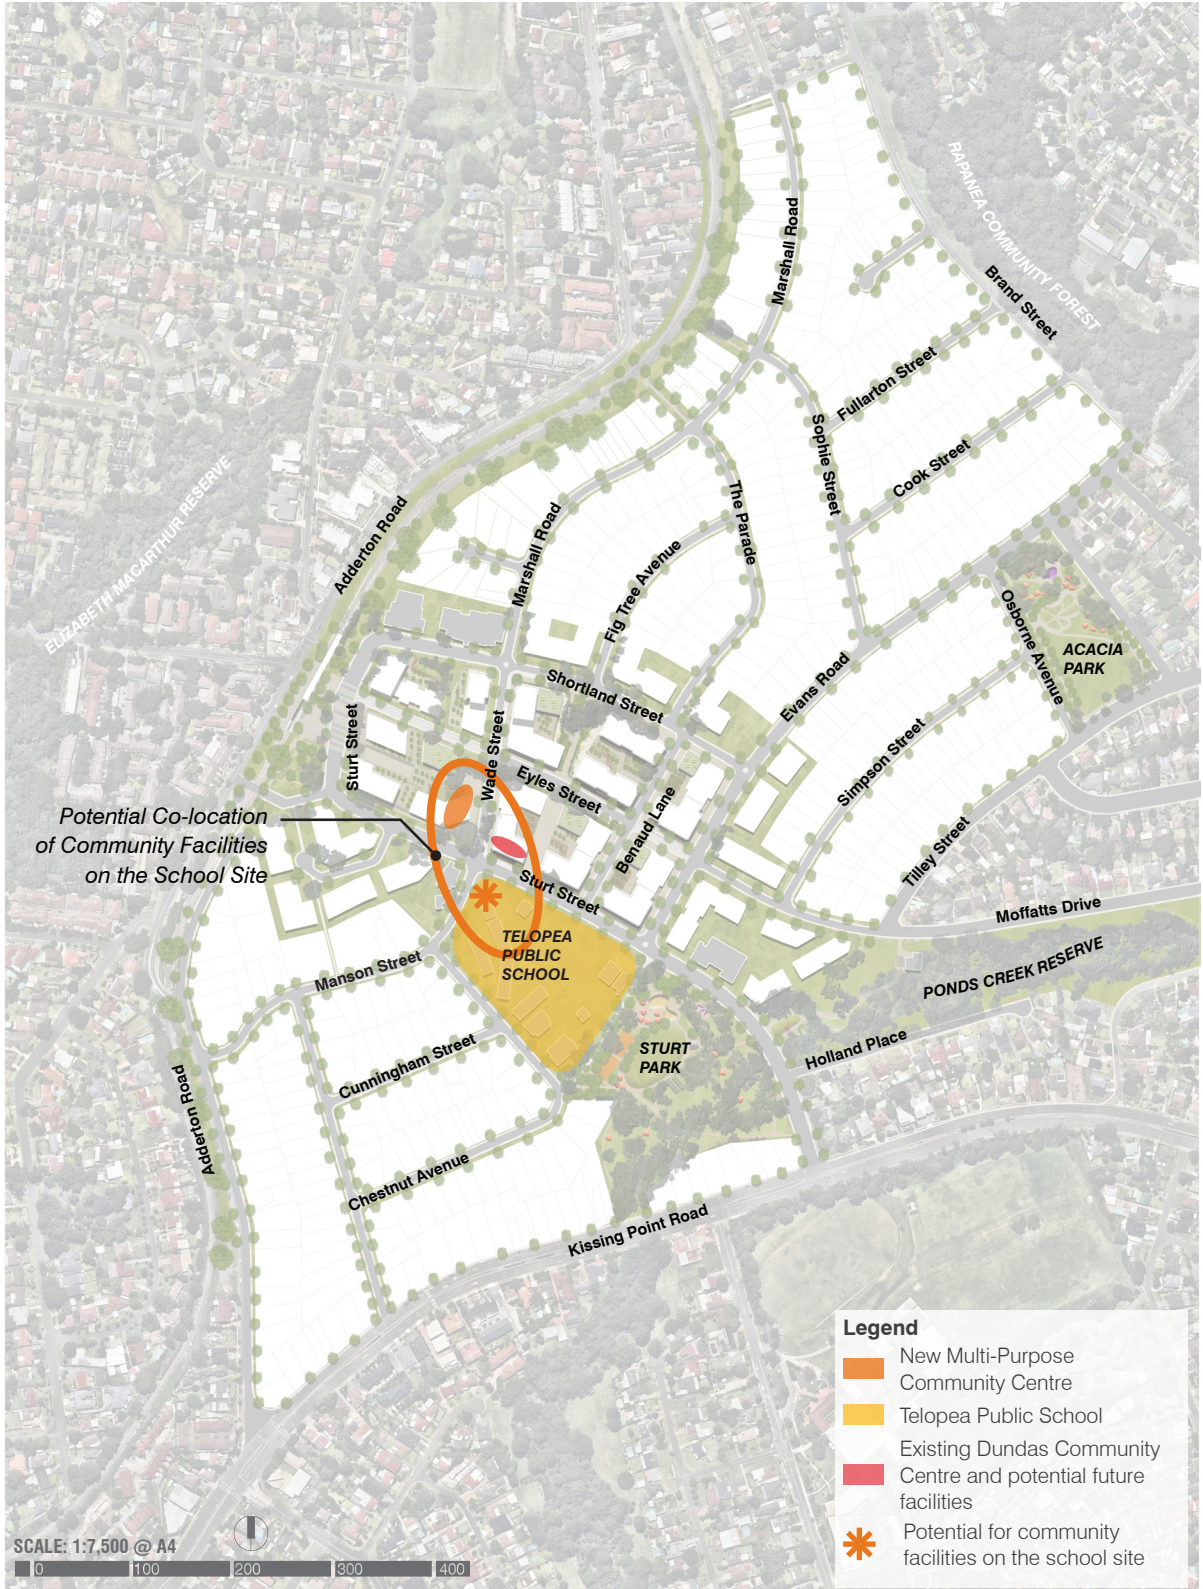 RAPANEA COMMUNITY FOREST
Brand Street
Marshall Road
Fullarton Street
Sophie Street
Cook Street
The Parade
ELIZABETH MACARTHUR RESERVE
Adderton Road
Marshall Road
Fig Tree Avenue
Osborne Avenue
ACACIA
PARK
Shortland Street
Evans Road
Sturt Street
Wade Street
Simpson Street
Eyles Street
Benaud Lane
Potential Co-location
of Community Facilities
on the School Site
Tilley Street
Sturt Street
Moffatts Drive
TELOPEA
PUBLIC
SCHOOL
PONDS CREEK RESERVE
Manson Street
STURT
PARK
Holland Place
Cunningham Street
Adderton Road
Chestnut Avenue
Kissing Point Road
Legend
New Multi-Purpose
Community Centre
Telopea Public School
Existing Dundas Community
Centre and potential future
facilities
Potential for community
facilities on the school site
SCALE: 1:7,500 @ A4
0 100 200 300 400